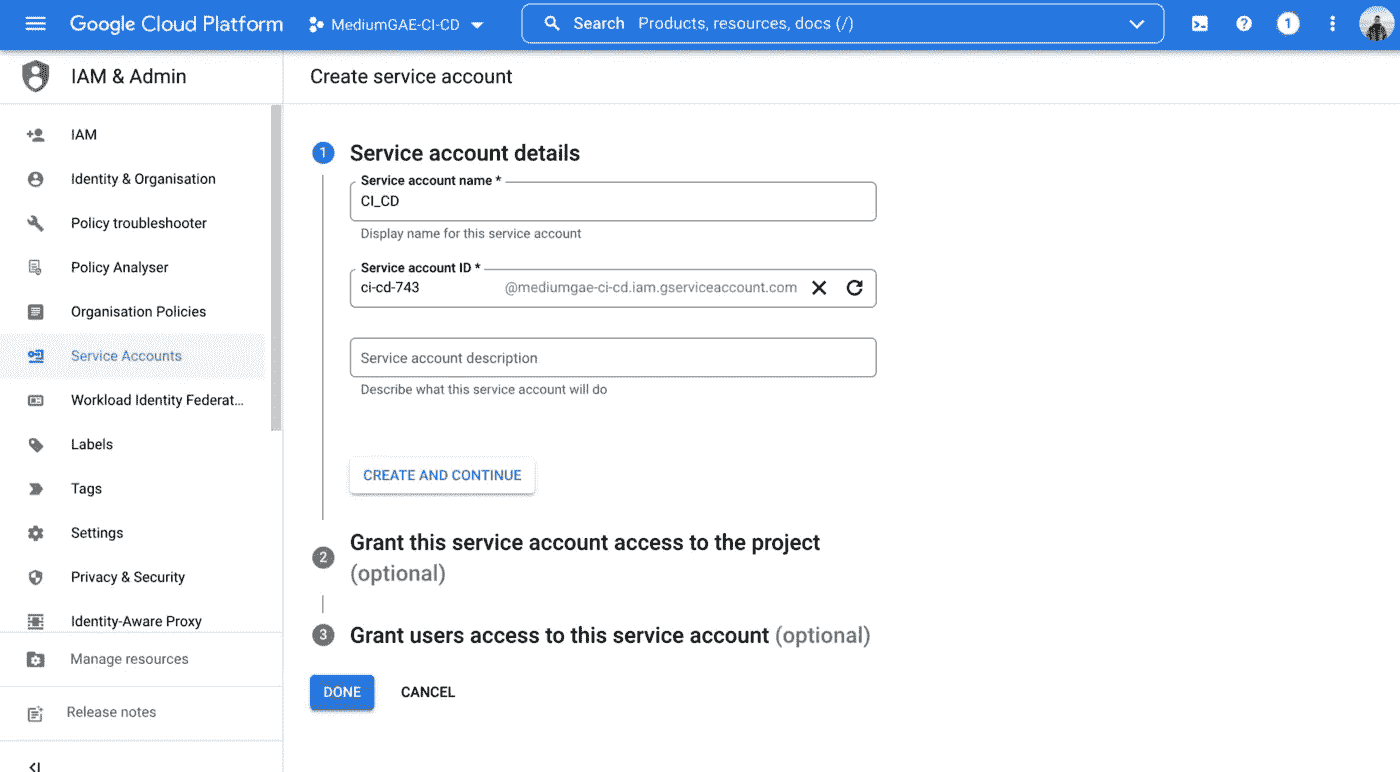 Google Cloud Platform
MediumGAE-CI-CD
Search Products, resources, docs (/)
1
IAM & Admin
Create service account
IAM
Identity & Organisation
Policy troubleshooter
Policy Analyser
Organisation Policies
Service Accounts
Workload Identity Federat...
Labels
Tags
Settings
Privacy & Security
Identity-Aware Proxy
Manage resources
Release notes
1 Service account details
Service account name *
CI_CD
Display name for this service account
Service account ID *
ci-cd-743 @mediumgae-ci-cd.iam.gserviceaccount.com
Service account description
Describe what this service account will do
CREATE AND CONTINUE
2 Grant this service account access to the project
(optional)
3 Grant users access to this service account (optional)
DONE CANCEL